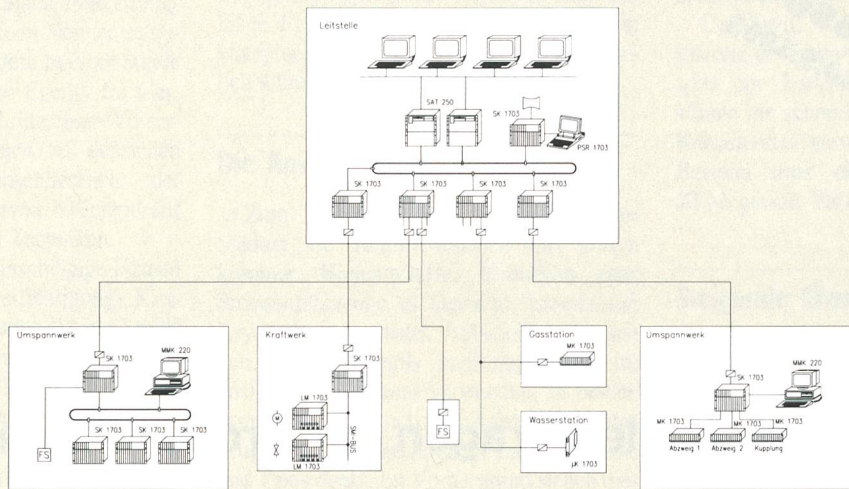 Leitstelle
SAT 250
SK 1703
PSR 1703
SK 1703
SK 1703
SK 1703
SK 1703
Umspannwerk
SK 1703
MMK 220
FS
SK 1703
SK 1703
SK 1703
Kraftwerk
SK 1703
LM 1703
M
LM 1703
SMI-BUS
FS
Gasstation
MK 1703
Wasserstation
µK 1703
Umspannwerk
MMK 220
SK 1703
MK 1703
MK 1703
MK 1703
Abzweig 1
Abzweig 2
Kupplung